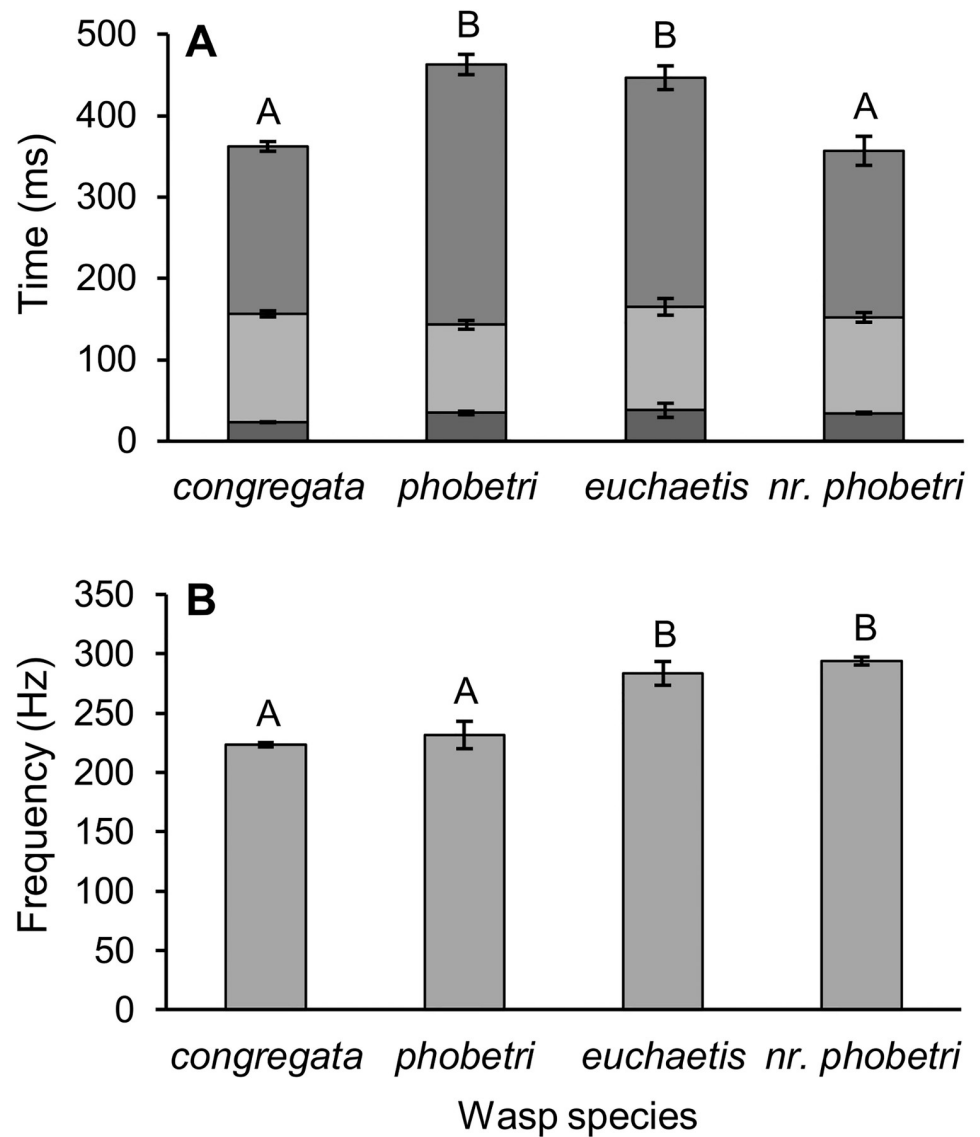 A
500
400
300
200
100
0
Time (ms)
A
B
B
A
congregata phobetri euchaetis nr. phobetri
B
350
300
250
200
150
100
50
0
Frequency (Hz)
A
A
B
B
congregata phobetri euchaetis nr. phobetri
Wasp species